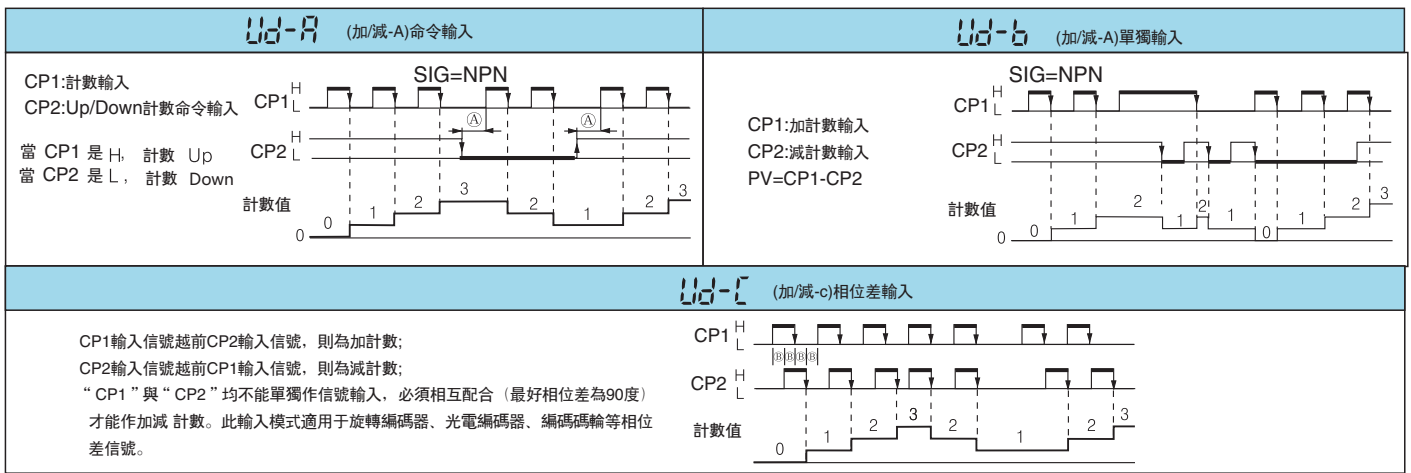 Ud-A (加/減-A)命令輸入
CP1:計數輸入
CP2:Up/Down計數命令輸入
當 CP1 是 H, 計數 Up
當 CP2 是 L, 計數 Down
SIG=NPN
CP1 H L
Ⓐ Ⓐ
H
CP2 L
計數值
0 0 1 2 3 2 1 2 3
Ud-b (加/減-A)單獨輸入
CP1:加計數輸入
CP2:減計數輸入
PV=CP1-CP2
SIG=NPN
CP1 H L
CP2 H L
計數值
0 0 1 2 1 2 1 0 1 2 3
Ud-C (加/減-c)相位差輸入
CP1輸入信號越前CP2輸入信號，則為加計數;
CP2輸入信號越前CP1輸入信號，則為減計數;
“CP1”與“CP2”均不能單獨作信號輸入，必須相互配合（最好相位差為90度）
才能作加減 計數。此輸入模式適用于旋轉編碼器、光電編碼器、編碼碼輪等相位
差信號。
CP1 H L
Ⓑ Ⓑ Ⓑ Ⓑ
CP2 H L
計數值
0 1 2 3 2 1 2 3